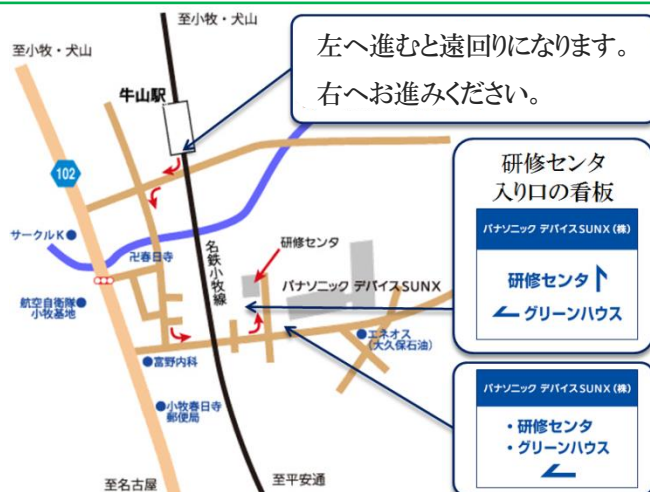 至小牧・犬山
至小牧・犬山
左へ進むと遠回りになります。
右へお進みください。
牛山駅
102
研修センタ
入り口の看板
パナソニック デバイスSUNX(株)
研修センタ
グリーンハウス
サークルK
卍春日寺
名鉄小牧線
研修センタ
パナソニック デバイスSUNX
航空自衛隊
小牧基地
エネオス
(大久保石油)
富野内科
小牧春日寺
郵便局
パナソニック デバイスSUNX(株)
・研修センタ
・グリーンハウス
至名古屋
至平安通